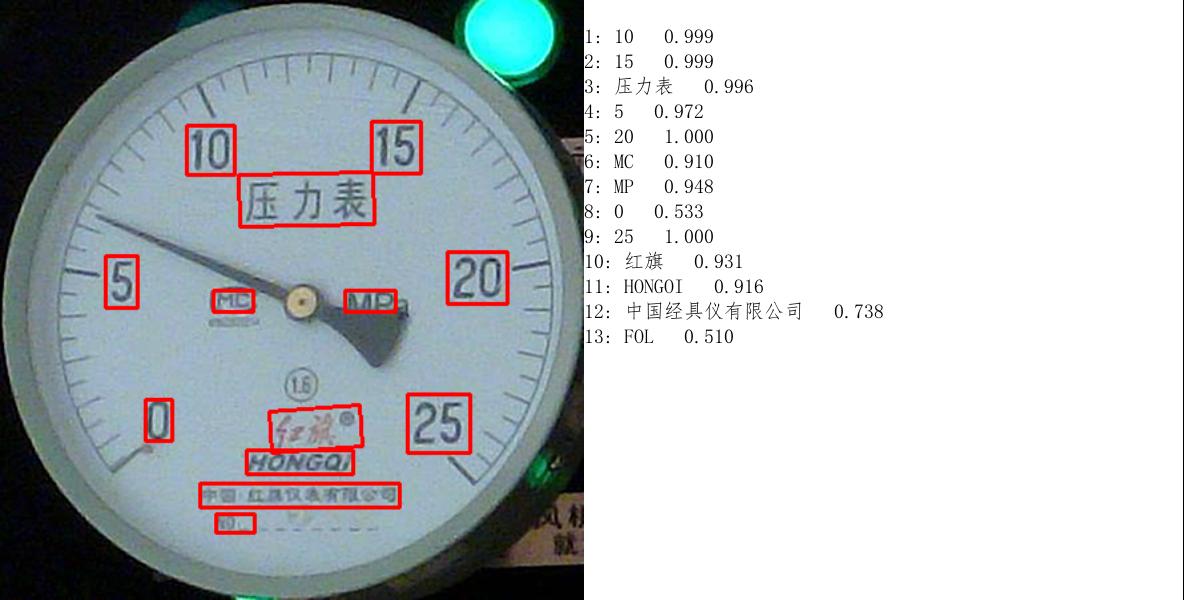 10 15
压力表
5 20
MC MPa
1.6
0 25
红旗®
HONGQI
中国·红旗仪表有限公司
NO.
风机
就
1: 10 0.999
2: 15 0.999
3: 压力表 0.996
4: 5 0.972
5: 20 1.000
6: MC 0.910
7: MP 0.948
8: 0 0.533
9: 25 1.000
10: 红旗 0.931
11: HONGOI 0.916
12: 中国经具仪有限公司 0.738
13: FOL 0.510